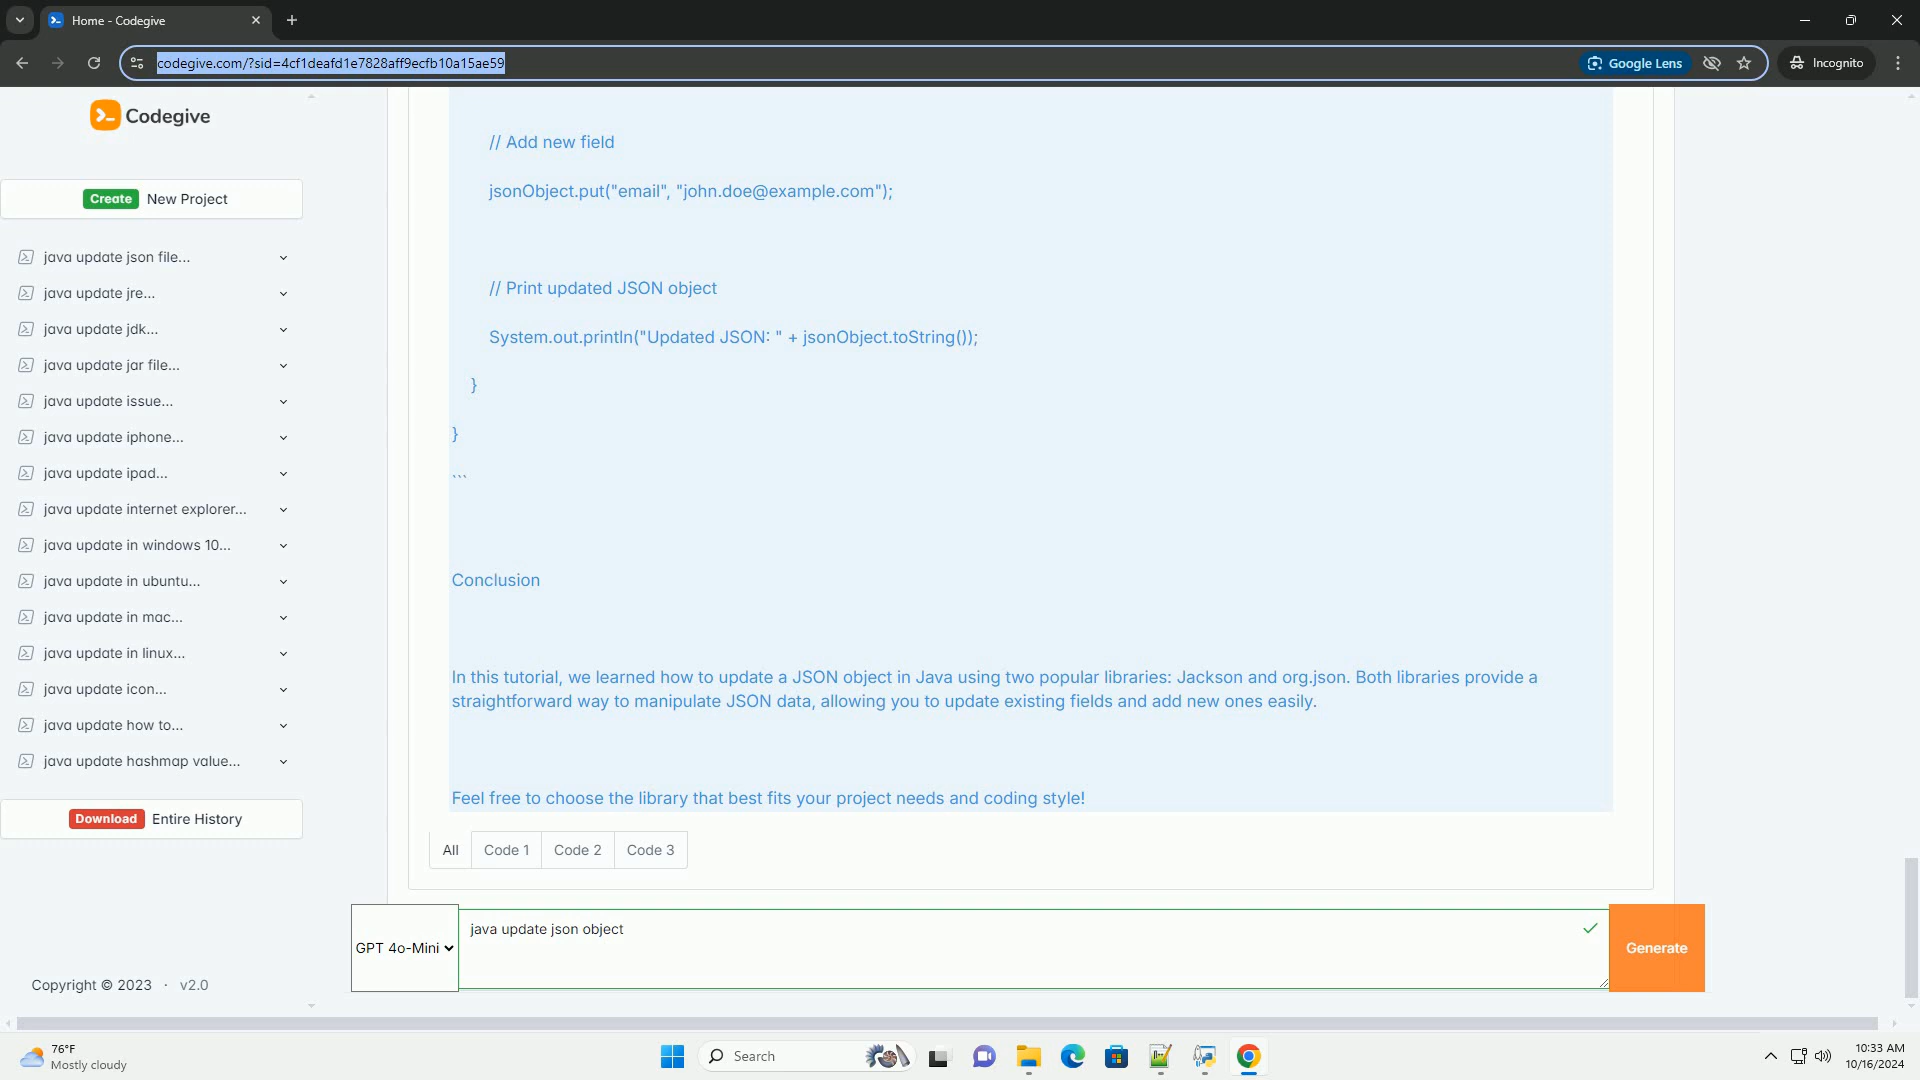 Home - Codegive
codegive.com/?sid=4cf1deafd1e7828aff9ecfb10a15ae59
Google Lens
Incognito
Codegive
Create New Project
java update json file...
java update jre...
java update jdk...
java update jar file...
java update issue...
java update iphone...
java update ipad...
java update internet explorer...
java update in windows 10...
java update in ubuntu...
java update in mac...
java update in linux...
java update icon...
java update how to...
java update hashmap value...
Download Entire History
Copyright © 2023 · v2.0
// Add new field
jsonObject.put("email", "john.doe@example.com");
// Print updated JSON object
System.out.println("Updated JSON: " + jsonObject.toString());
}
}
```
Conclusion
In this tutorial, we learned how to update a JSON object in Java using two popular libraries: Jackson and org.json. Both libraries provide a
straightforward way to manipulate JSON data, allowing you to update existing fields and add new ones easily.
Feel free to choose the library that best fits your project needs and coding style!
All Code 1 Code 2 Code 3
GPT 4o-Mini
java update json object
Generate
76°F
Mostly cloudy
Search
10:33 AM
10/16/2024